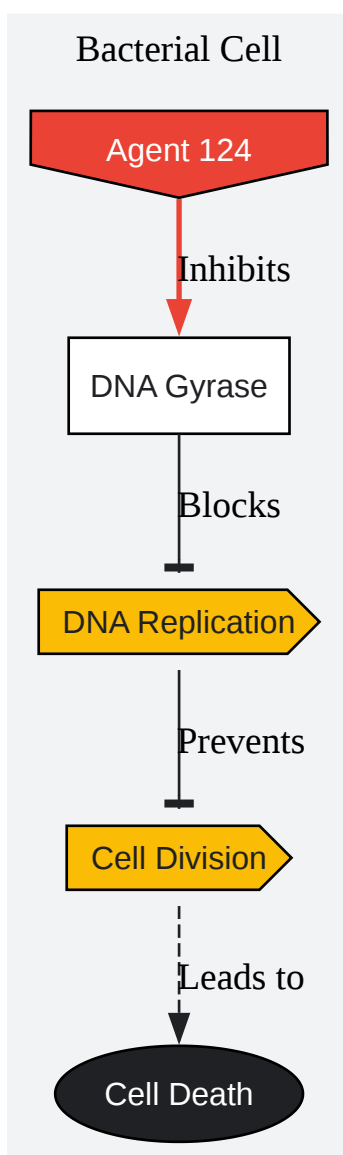 Bacterial Cell
Agent 124
Inhibits
DNA Gyrase
Blocks
DNA Replication
Prevents
Cell Division
Leads to
Cell Death